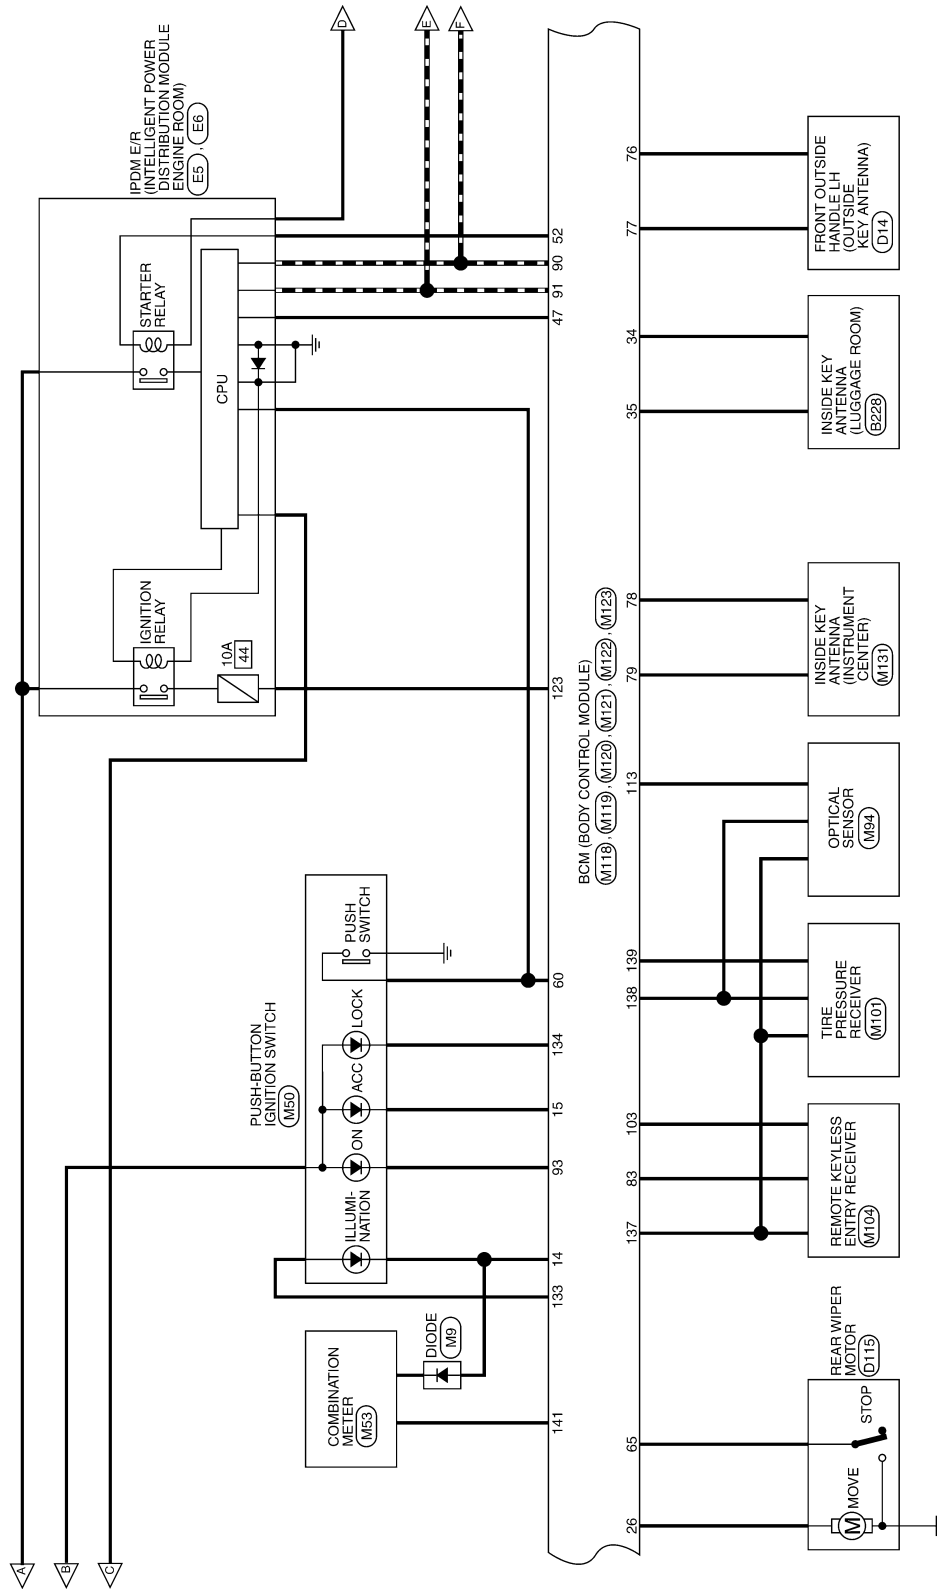 A
B
C
D
E
F
IPDM E/R
(INTELLIGENT POWER
DISTRIBUTION MODULE
ENGINE ROOM)
E5 , E6
IGNITION
RELAY
10A
44
CPU
STARTER
RELAY
COMBINATION
METER
M53
DIODE
M9
PUSH-BUTTON
IGNITION SWITCH
M50
ILLUMI-
NATION
ON
ACC
LOCK
PUSH
SWITCH
141
133
14
93
15
134
60
123
47
91
90
52
BCM (BODY CONTROL MODULE)
M118 , M119 , M120 , M121 , M122 , M123
26
65
137
83
103
138
139
113
79
78
35
34
77
76
REAR WIPER
MOTOR
D115
M
MOVE
STOP
REMOTE KEYLESS
ENTRY RECEIVER
M104
TIRE
PRESSURE
RECEIVER
M101
OPTICAL
SENSOR
M94
INSIDE KEY
ANTENNA
(INSTRUMENT
CENTER)
M131
INSIDE KEY
ANTENNA
(LUGGAGE ROOM)
B228
FRONT OUTSIDE
HANDLE LH
(OUTSIDE
KEY ANTENNA)
D14